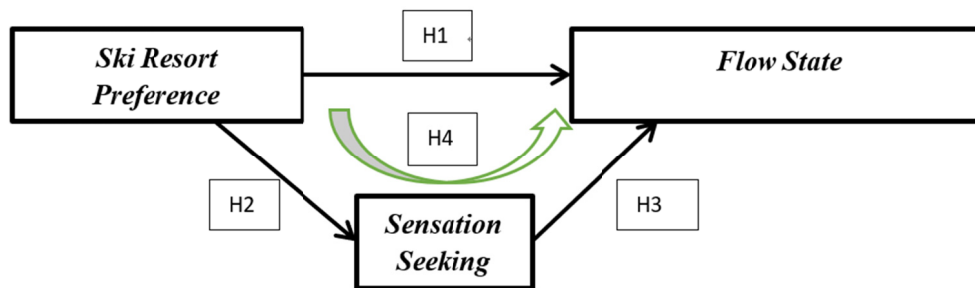 H1
Ski Resort
Preference
Flow State
H4
H2
H3
Sensation
Seeking